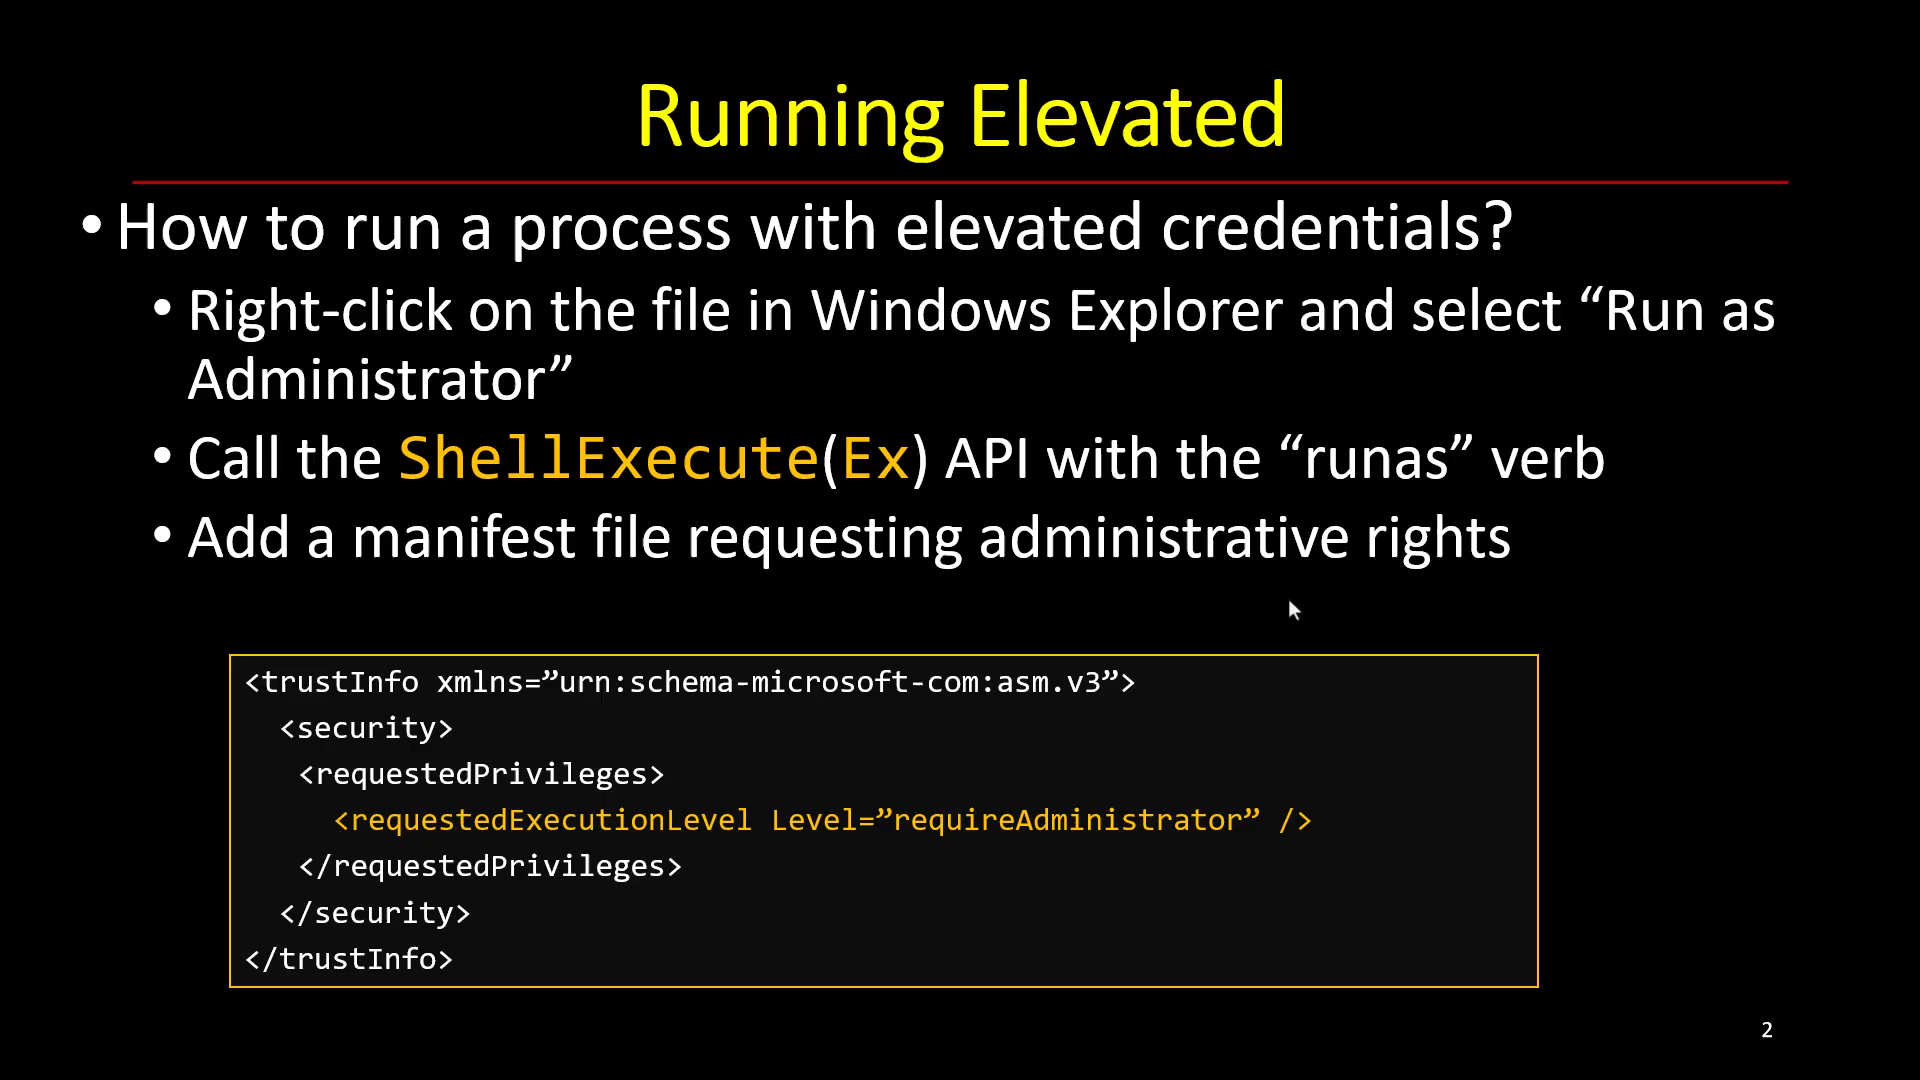 Running Elevated
• How to run a process with elevated credentials?
• Right-click on the file in Windows Explorer and select “Run as
Administrator”
• Call the ShellExecute(Ex) API with the “runas” verb
• Add a manifest file requesting administrative rights
<trustInfo xmlns=”urn:schema-microsoft-com:asm.v3”>
<security>
<requestedPrivileges>
<requestedExecutionLevel Level=”requireAdministrator” />
</requestedPrivileges>
</security>
</trustInfo>
2